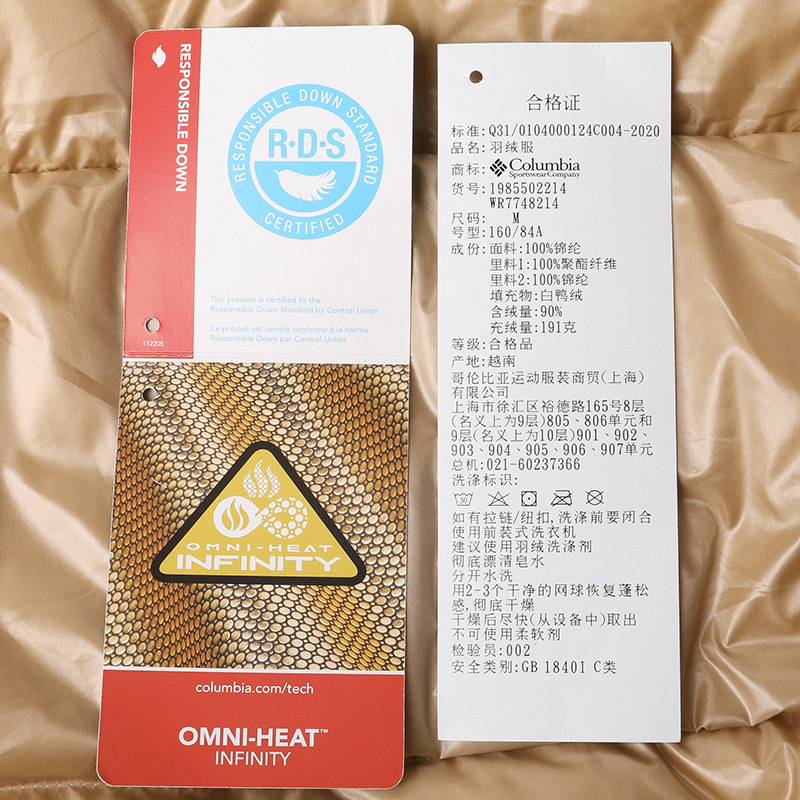 RESPONSIBLE DOWN
RESPONSIBLE DOWN STANDARD
R·D·S
CERTIFIED
This product is certified to the
Responsible Down Standard by Control Union.
Ce produit est certifié conforme à la norme
Responsible Down par Control Union.
112205
OMNI-HEAT
INFINITY
columbia.com/tech
OMNI-HEAT™
INFINITY
合格证
标准:Q31/0104000124C004-2020
品名:羽绒服
商标:Columbia
Sportswear Company
货号:1985502214
WR7748214
尺码: M
号型:160/84A
成份:面料:100%锦纶
里料1:100%聚酯纤维
里料2:100%锦纶
填充物:白鸭绒
含绒量:90%
充绒量:191克
等级:合格品
产地:越南
哥伦比亚运动服装商贸(上海)
有限公司
上海市徐汇区裕德路165号8层
(名义上为9层)805、806单元和
9层(名义上为10层)901、902、
903、904、905、906、907单元
总机:021-60237366
洗涤标识:
30
如有拉链/纽扣,洗涤前要闭合
使用前装式洗衣机
建议使用羽绒洗涤剂
彻底漂清皂水
分开水洗
用2-3个干净的网球恢复蓬松
感,彻底干燥
干燥后尽快(从设备中)取出
不可使用柔软剂
检验员:002
安全类别:GB 18401 C类